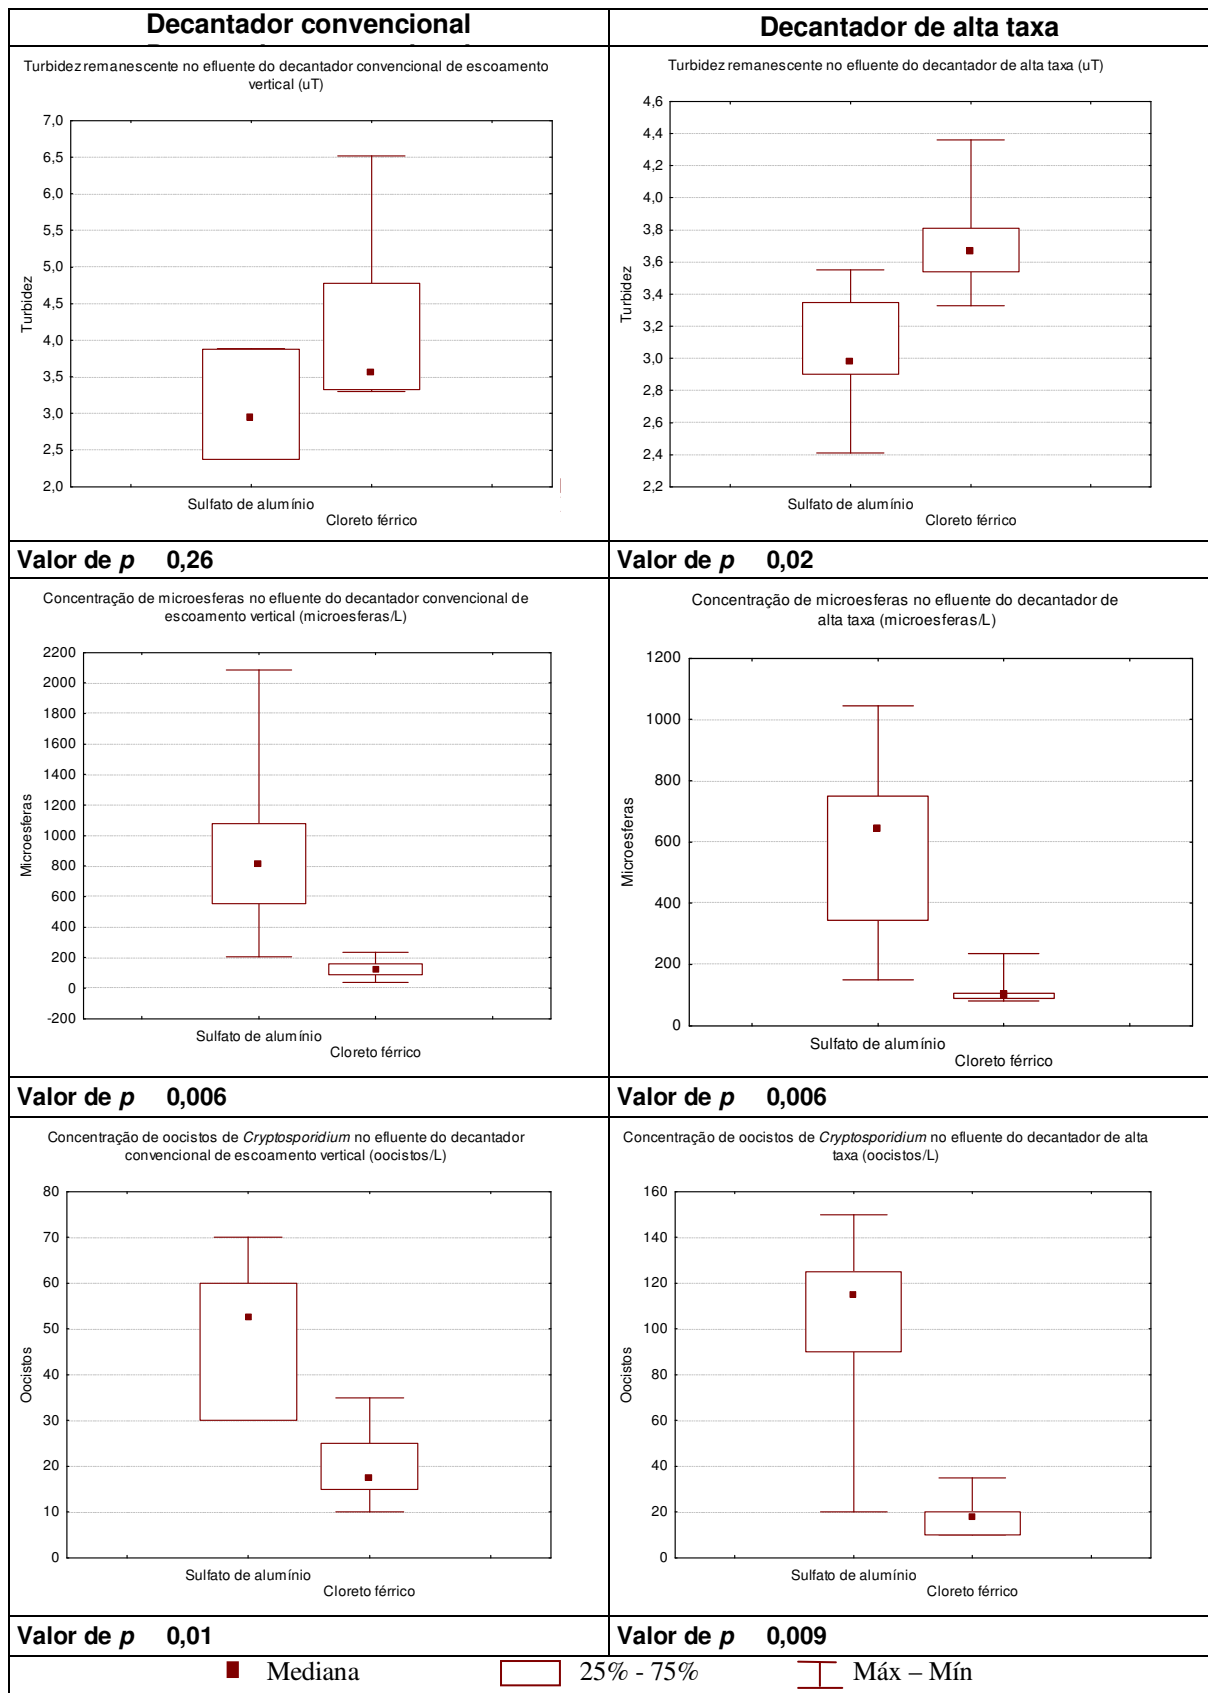 Decantador convencional
Decantador de alta taxa
Turbidez remanescente no efluente do decantador convencional de escoamento
vertical (uT)
7,0
6,5
6,0
5,5
5,0
4,5
4,0
3,5
3,0
2,5
2,0
Turbidez
Sulfato de alumínio
Cloreto férrico
Turbidez remanescente no efluente do decantador de alta taxa (uT)
4,6
4,4
4,2
4,0
3,8
3,6
3,4
3,2
3,0
2,8
2,6
2,4
2,2
Turbidez
Sulfato de alumínio
Cloreto férrico
Valor de p 0,26
Valor de p 0,02
Concentração de microesferas no efluente do decantador convencional de
escoamento vertical (microesferas/L)
2200
2000
1800
1600
1400
1200
1000
800
600
400
200
0
-200
Microesferas
Sulfato de alumínio
Cloreto férrico
Concentração de microesferas no efluente do decantador de
alta taxa (microesferas/L)
1200
1000
800
600
400
200
0
Microesferas
Sulfato de alumínio
Cloreto férrico
Valor de p 0,006
Valor de p 0,006
Concentração de oocistos de Cryptosporidium no efluente do decantador
convencional de escoamento vertical (oocistos/L)
80
70
60
50
40
30
20
10
0
Oocistos
Sulfato de alumínio
Cloreto férrico
Concentração de oocistos de Cryptosporidium no efluente do decantador de alta
taxa (oocistos/L)
160
140
120
100
80
60
40
20
0
Oocistos
Sulfato de alumínio
Cloreto férrico
Valor de p 0,01
Valor de p 0,009
Mediana 25% - 75% Máx – Mín